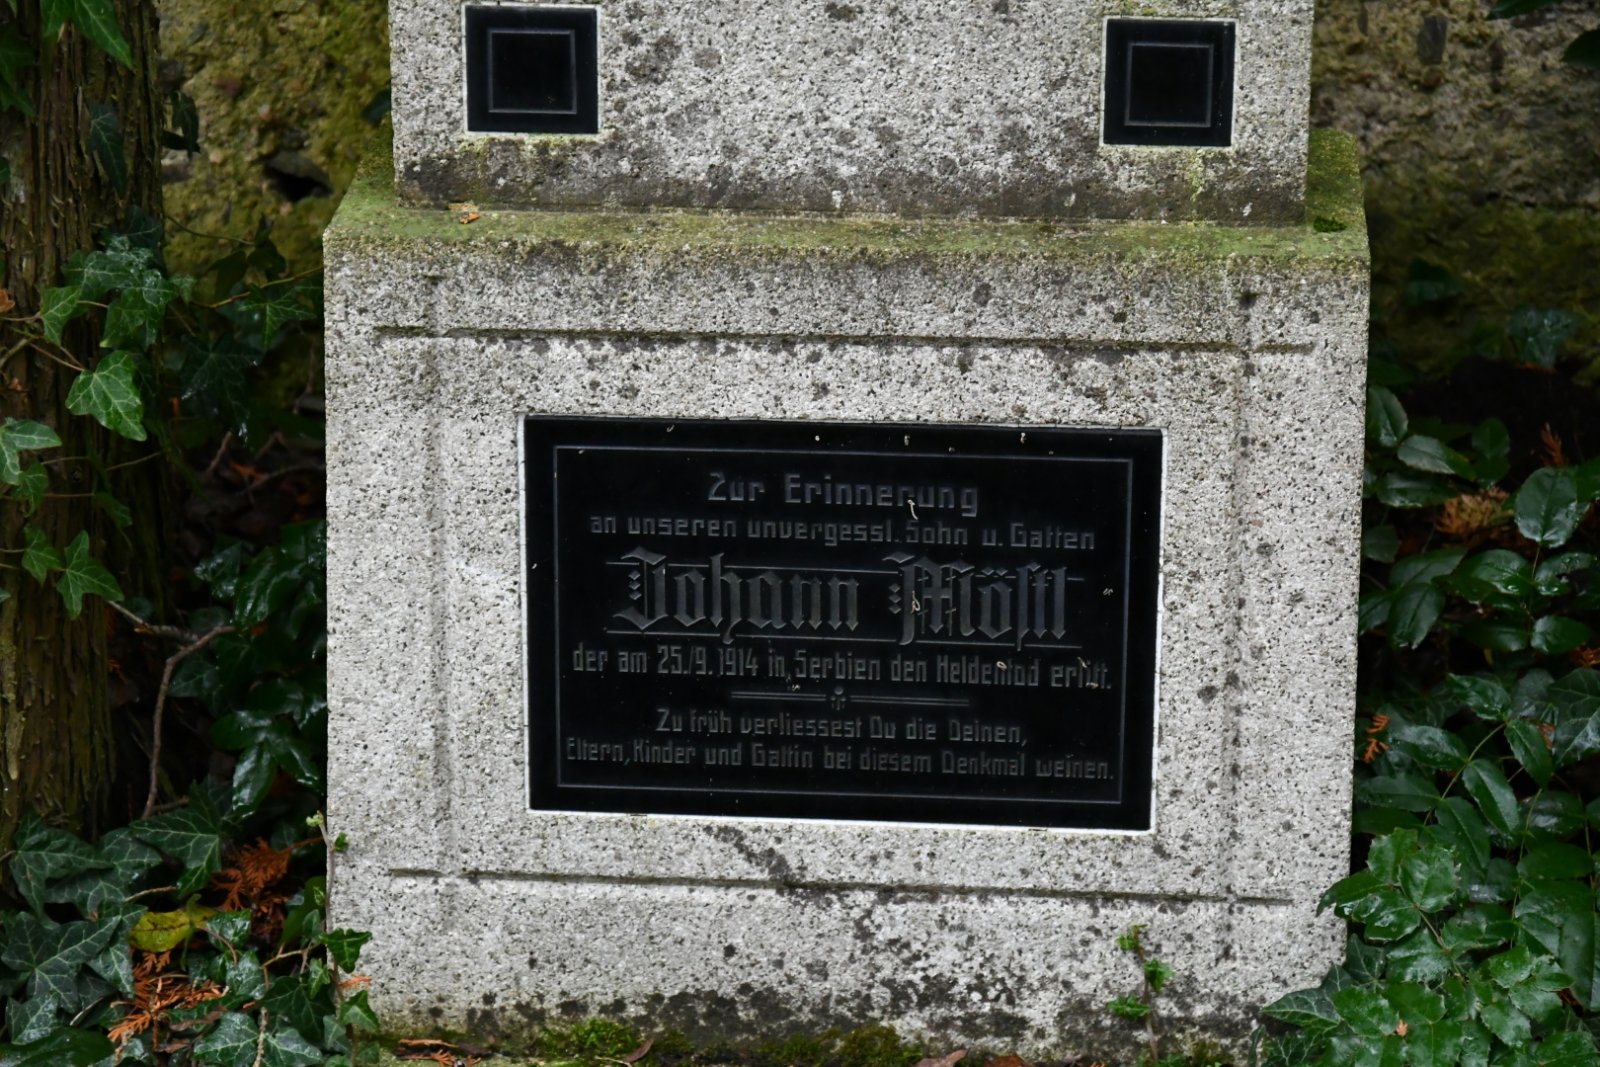 Zur Erinnerung
an unseren unvergessl. Sohn u. Gatten
Johann Möstl
der am 25./9. 1914 in Serbien den Heldentod erlitt.
Zu früh verliessest Du die Deinen,
Eltern, Kinder und Gattin bei diesem Denkmal weinen.